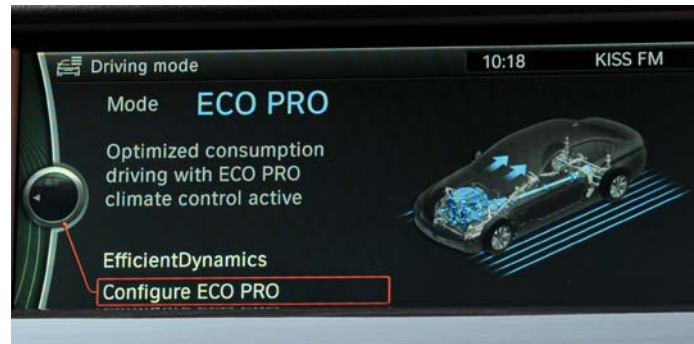 Driving mode
10:18
KISS FM
Mode ECO PRO
Optimized consumption
driving with ECO PRO
climate control active
EfficientDynamics
Configure ECO PRO